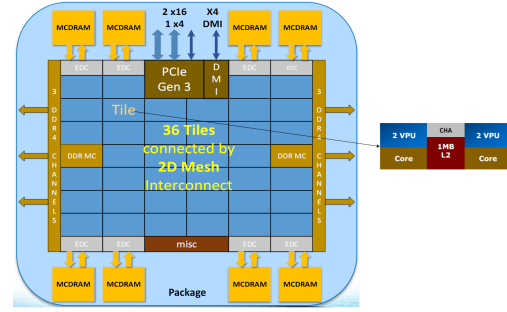 2 x16 X4
1 x4 DMI
MCDRAM MCDRAM MCDRAM MCDRAM
EDC EDC PCIe Gen 3 D M I EDC EDC
3 DDR4 CHANNELS
3 DDR4 CHANNELS
Tile
36 Tiles
connected by
2D Mesh
Interconnect
DDR MC DDR MC
EDC EDC misc EDC EDC
MCDRAM MCDRAM MCDRAM MCDRAM
Package
2 VPU CHA 2 VPU
Core 1MB L2 Core